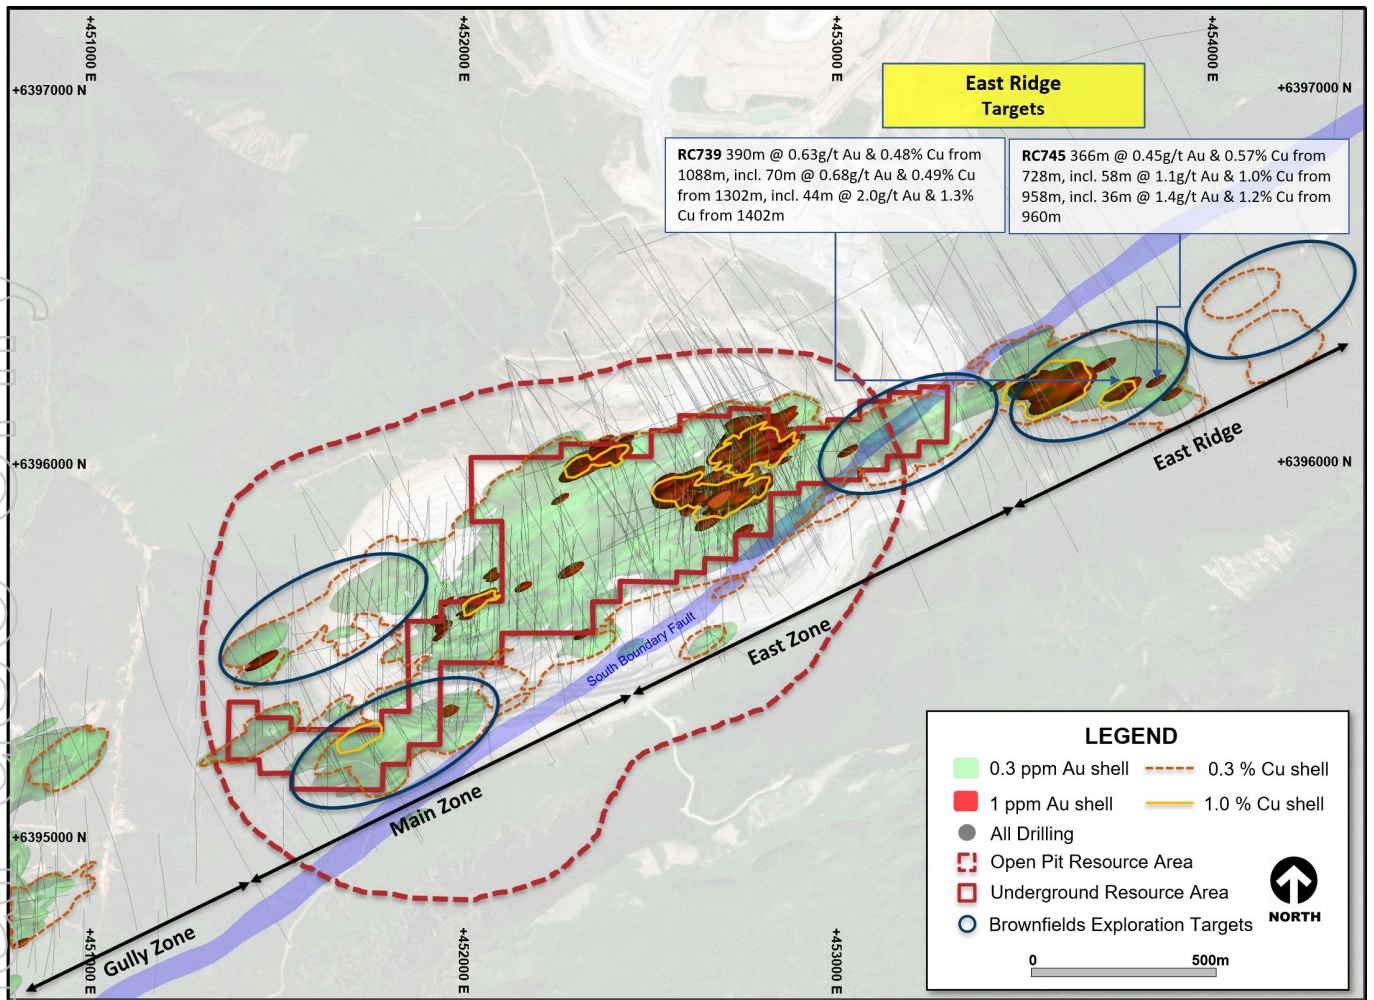 +451000 E
+452000 E
+453000 E
+454000 E
+6397000 N
+6397000 N
East Ridge
Targets
RC739 390m @ 0.63g/t Au & 0.48% Cu from
1088m, incl. 70m @ 0.68g/t Au & 0.49% Cu
from 1302m, incl. 44m @ 2.0g/t Au & 1.3%
Cu from 1402m
RC745 366m @ 0.45g/t Au & 0.57% Cu from
728m, incl. 58m @ 1.1g/t Au & 1.0% Cu from
958m, incl. 36m @ 1.4g/t Au & 1.2% Cu from
960m
+6396000 N
+6396000 N
East Ridge
East Zone
South Boundary Fault
Main Zone
Gully Zone
+6395000 N
+451000 E
+452000 E
+453000 E
LEGEND
0.3 ppm Au shell
0.3 % Cu shell
1 ppm Au shell
1.0 % Cu shell
All Drilling
Open Pit Resource Area
Underground Resource Area
Brownfields Exploration Targets
NORTH
0
500m